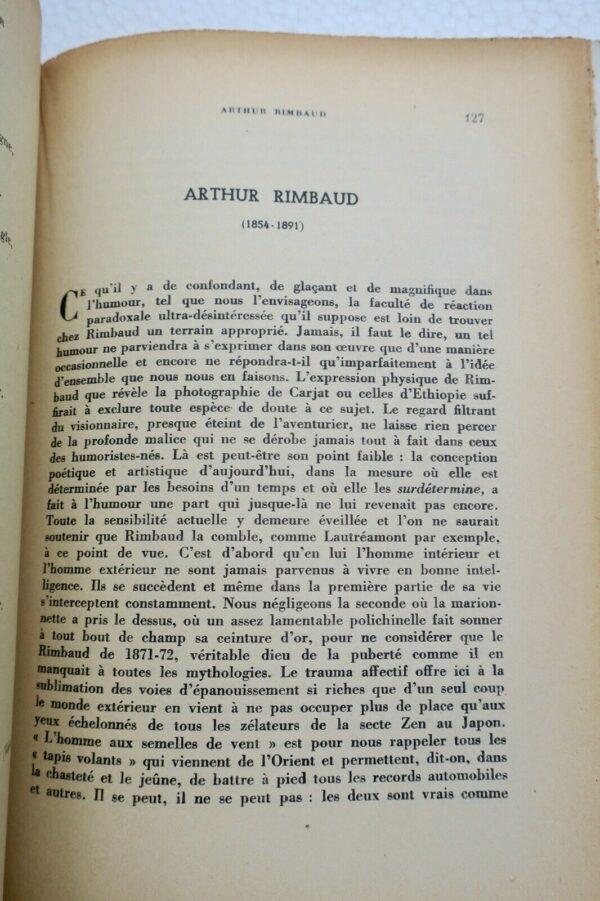 ARTHUR RIMBAUD
127
ARTHUR RIMBAUD
(1854-1891)
CE qu'il y a de confondant, de glaçant et de magnifique dans
l'humour, tel que nous l'envisageons, la faculté de réaction
paradoxale ultra-désintéressée qu'il suppose est loin de trouver
chez Rimbaud un terrain approprié. Jamais, il faut le dire, un tel
humour ne parviendra à s'exprimer dans son œuvre que d'une manière
occasionnelle et encore ne répondra-t-il qu'imparfaitement à l'idée
d'ensemble que nous nous en faisons. L'expression physique de Rim-
baud que révèle la photographie de Carjat ou celles d'Ethiopie suf-
firait à exclure toute espèce de doute à ce sujet. Le regard filtrant
du visionnaire, presque éteint de l'aventurier, ne laisse rien percer
de la profonde malice qui ne se dérobe jamais tout à fait dans ceux
des humoristes-nés. Là est peut-être son point faible : la conception
poétique et artistique d'aujourd'hui, dans la mesure où elle est
déterminée par les besoins d'un temps et où elle les surdétermine, a
fait à l'humour une part qui jusque-là ne lui revenait pas encore.
Toute la sensibilité actuelle y demeure éveillée et l'on ne saurait
soutenir que Rimbaud la comble, comme Lautréamont par exemple,
à ce point de vue. C'est d'abord qu'en lui l'homme intérieur et
l'homme extérieur ne sont jamais parvenus à vivre en bonne intel-
ligence. Ils se succèdent et même dans la première partie de sa vie
s'interceptent constamment. Nous négligeons la seconde où la marion-
nette a pris le dessus, où un assez lamentable polichinelle fait sonner
à tout bout de champ sa ceinture d'or, pour ne considérer que le
Rimbaud de 1871-72, véritable dieu de la puberté comme il en
manquait à toutes les mythologies. Le trauma affectif offre ici à la
sublimation des voies d'épanouissement si riches que d'un seul coup
le monde extérieur en vient à ne pas occuper plus de place qu'aux
yeux échelonnés de tous les zélateurs de la secte Zen au Japon.
« L'homme aux semelles de vent » est pour nous rappeler tous les
« tapis volants » qui viennent de l'Orient et permettent, dit-on, dans
la chasteté et le jeûne, de battre à pied tous les records automobiles
et autres. Il se peut, il ne se peut pas : les deux sont vrais comme